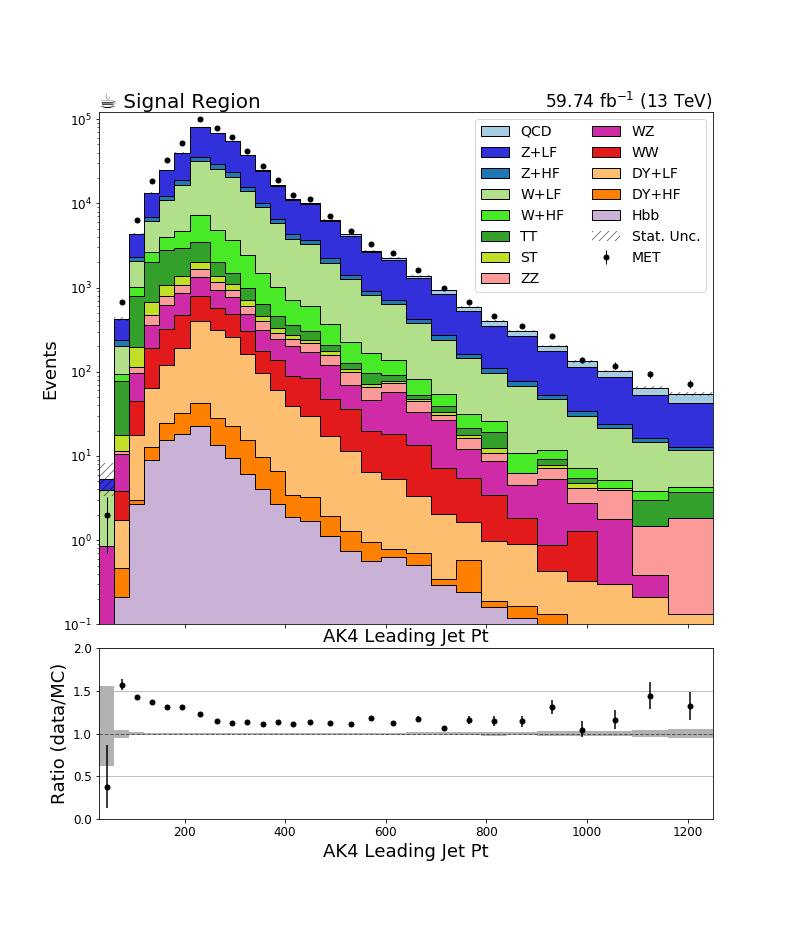 ☕ Signal Region 59.74 fb⁻¹ (13 TeV)
QCD
Z+LF
Z+HF
W+LF
W+HF
TT
ST
ZZ
WZ
WW
DY+LF
DY+HF
Hbb
Stat. Unc.
MET
Events
10⁵
10⁴
10³
10²
10¹
10⁰
10⁻¹
AK4 Leading Jet Pt
Ratio (data/MC)
2.0
1.5
1.0
0.5
0.0
200 400 600 800 1000 1200
AK4 Leading Jet Pt